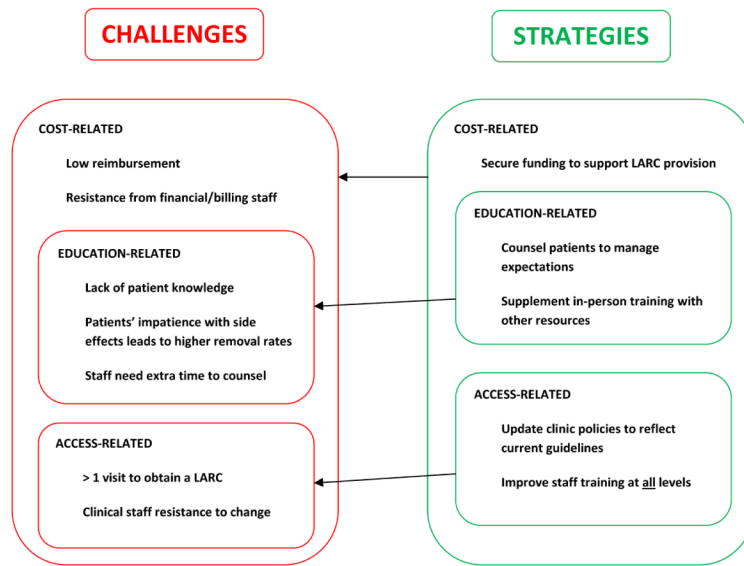 CHALLENGES
COST-RELATED
Low reimbursement
Resistance from financial/billing staff
EDUCATION-RELATED
Lack of patient knowledge
Patients’ impatience with side
effects leads to higher removal rates
Staff need extra time to counsel
ACCESS-RELATED
> 1 visit to obtain a LARC
Clinical staff resistance to change
STRATEGIES
COST-RELATED
Secure funding to support LARC provision
EDUCATION-RELATED
Counsel patients to manage
expectations
Supplement in-person training with
other resources
ACCESS-RELATED
Update clinic policies to reflect
current guidelines
Improve staff training at all levels